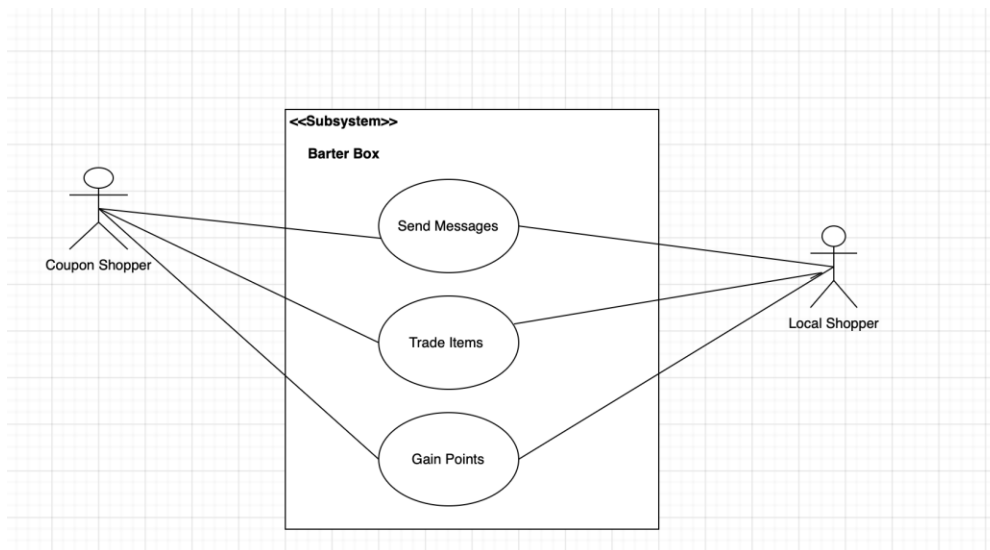 <<Subsystem>>
Barter Box
Send Messages
Coupon Shopper
Local Shopper
Trade Items
Gain Points